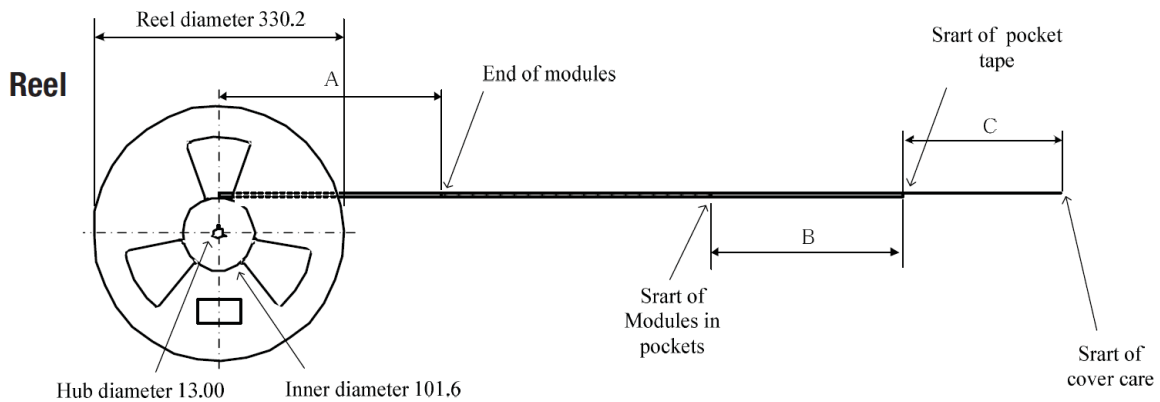 Reel diameter 330.2
Reel
A
End of modules
Srart of pocket
tape
C
B
Srart of
Modules in
pockets
Srart of
cover care
Hub diameter 13.00
Inner diameter 101.6